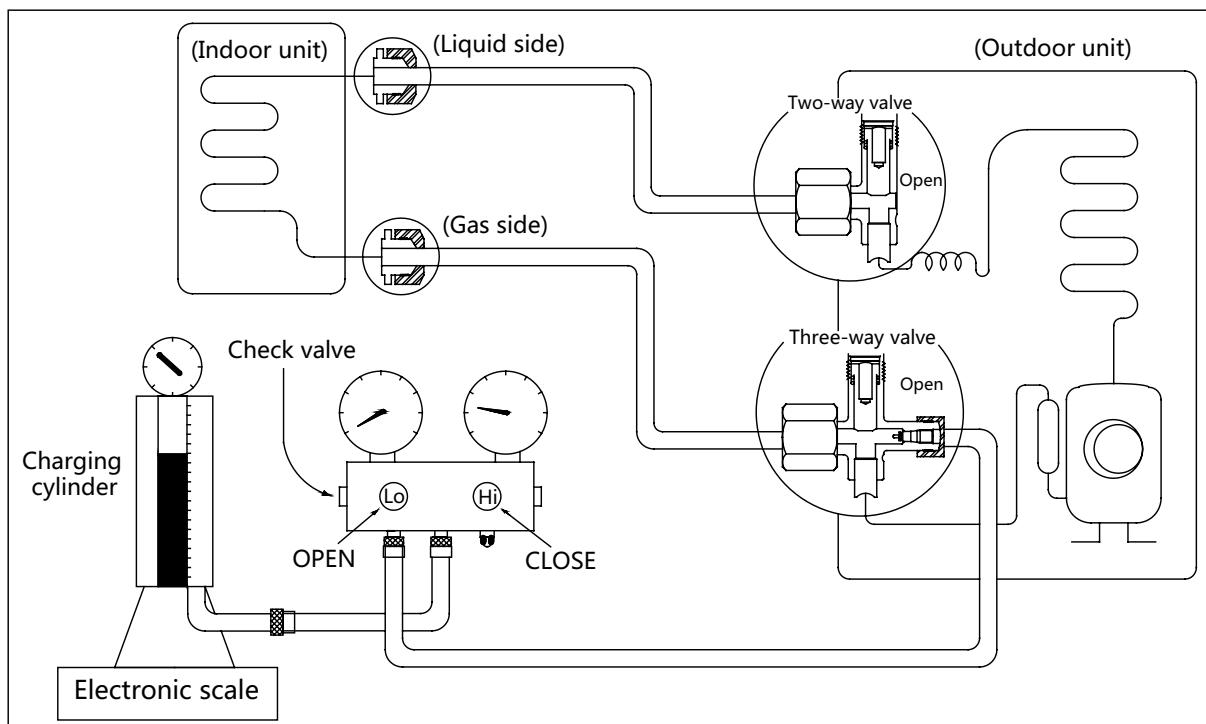 (Indoor unit)
(Liquid side)
(Outdoor unit)
Two-way valve
Open
(Gas side)
Three-way valve
Open
Check valve
Charging
cylinder
Lo
Hi
OPEN
CLOSE
Electronic scale